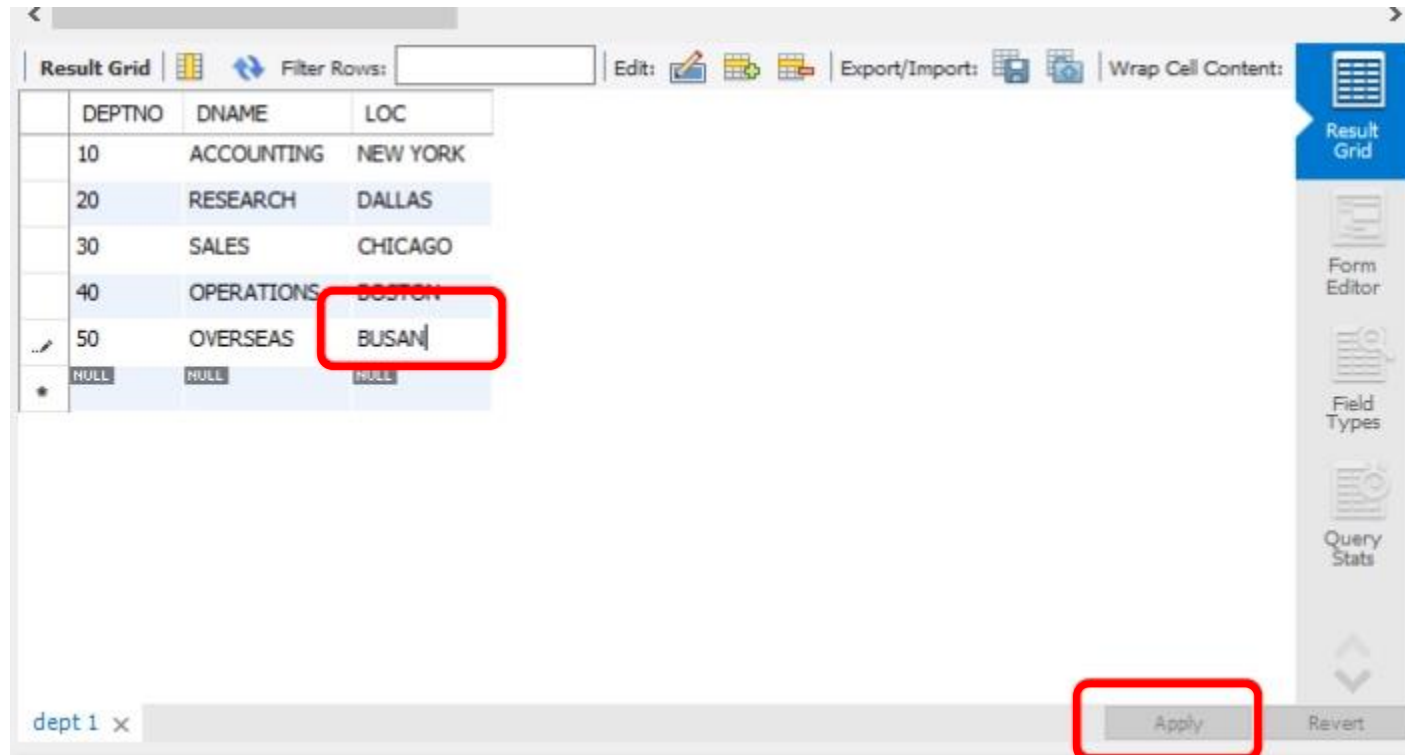 Result Grid Filter Rows: Edit: Export/Import: Wrap Cell Content:
DEPTNO DNAME LOC
10 ACCOUNTING NEW YORK
20 RESEARCH DALLAS
30 SALES CHICAGO
40 OPERATIONS BOSTON
50 OVERSEAS BUSAN
NULL NULL NULL
Result
Grid
Form
Editor
Field
Types
Query
Stats
dept 1
Apply Revert